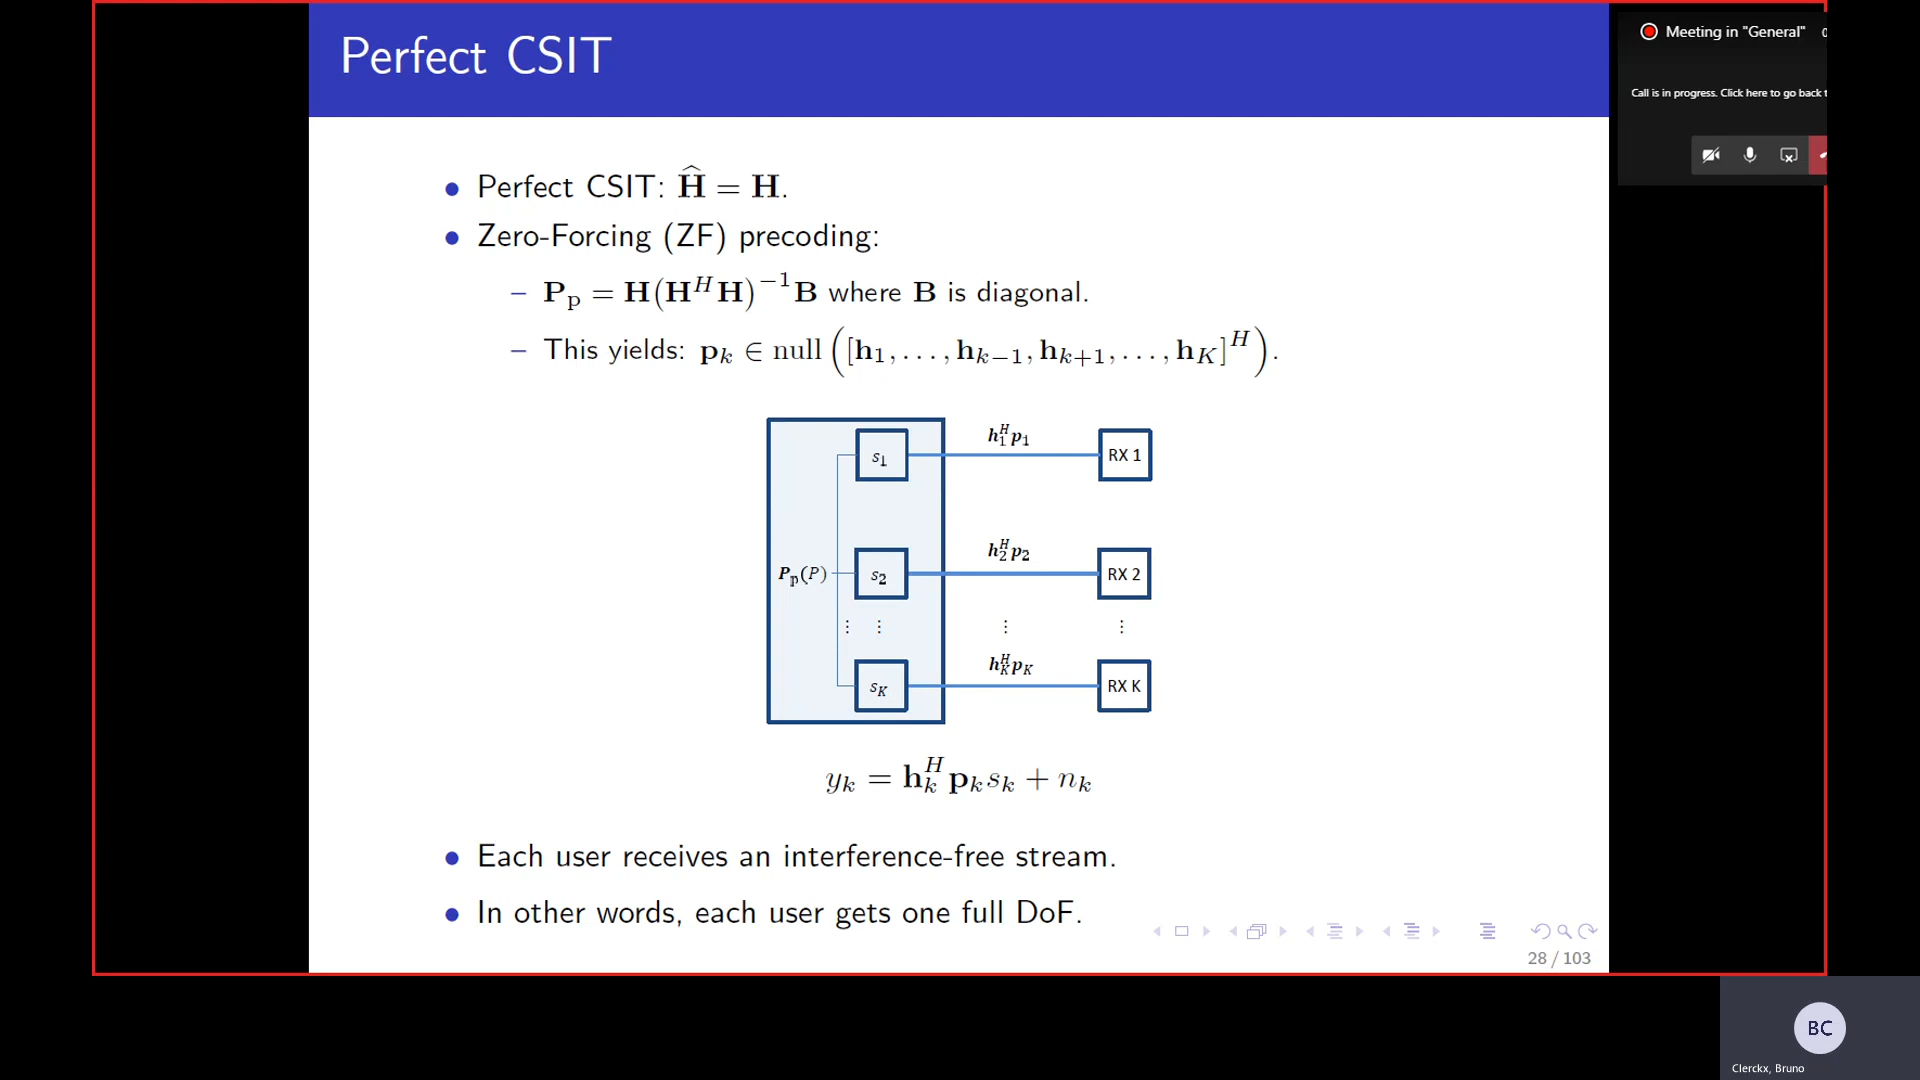 Perfect CSIT
Meeting in "General"
Call is in progress. Click here to go back
• Perfect CSIT: Ĥ = H.
• Zero-Forcing (ZF) precoding:
– P_p = H(H^H H)^{-1} B where B is diagonal.
– This yields: p_k ∈ null([h_1, . . . , h_{k−1}, h_{k+1}, . . . , h_K]^H).
s_1
h_1^H p_1
RX 1
P_p(P)
s_2
h_2^H p_2
RX 2
⋮ ⋮ ⋮ ⋮
s_K
h_K^H p_K
RX K
y_k = h_k^H p_k s_k + n_k
• Each user receives an interference-free stream.
• In other words, each user gets one full DoF.
28 / 103
BC
Clerckx, Bruno